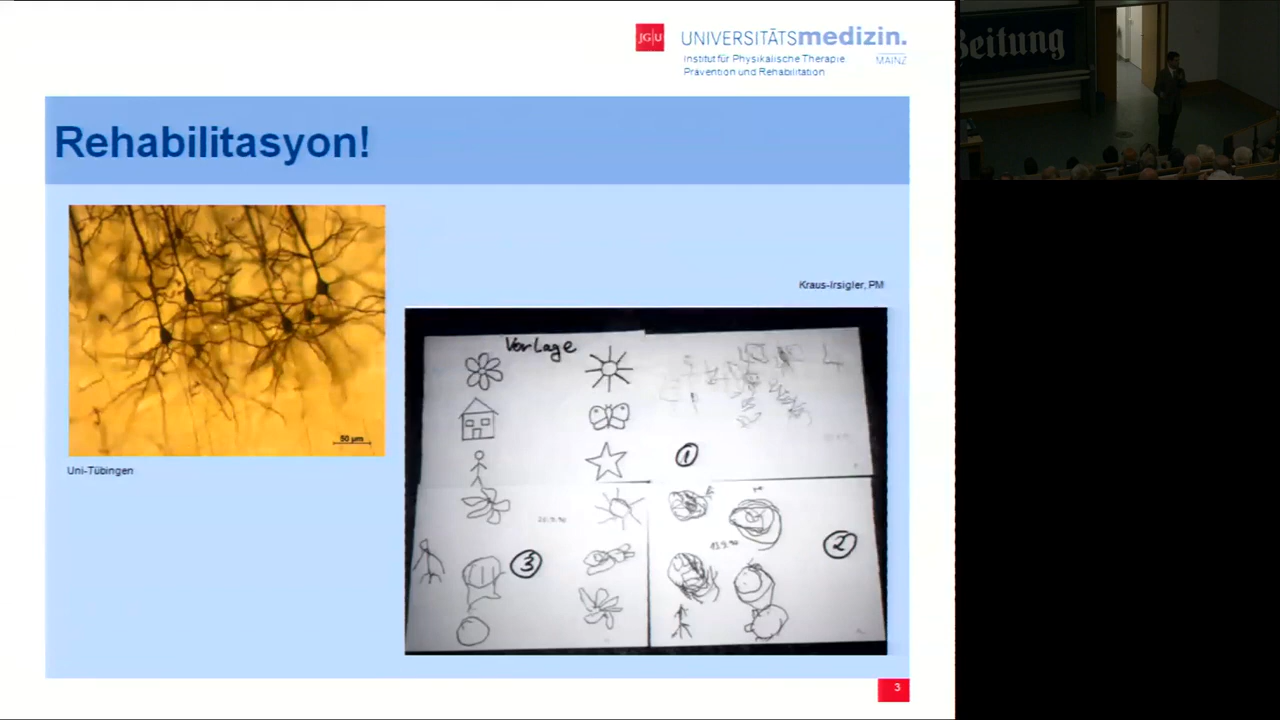 JG|U
UNIVERSITÄTSmedizin.
Institut für Physikalische Therapie
Prävention und Rehabilitation
MAINZ
Zeitung
Rehabilitasyon!
50 µm
Uni-Tübingen
Kraus-Irsigler, PM
Vorlage
1
3
2
3